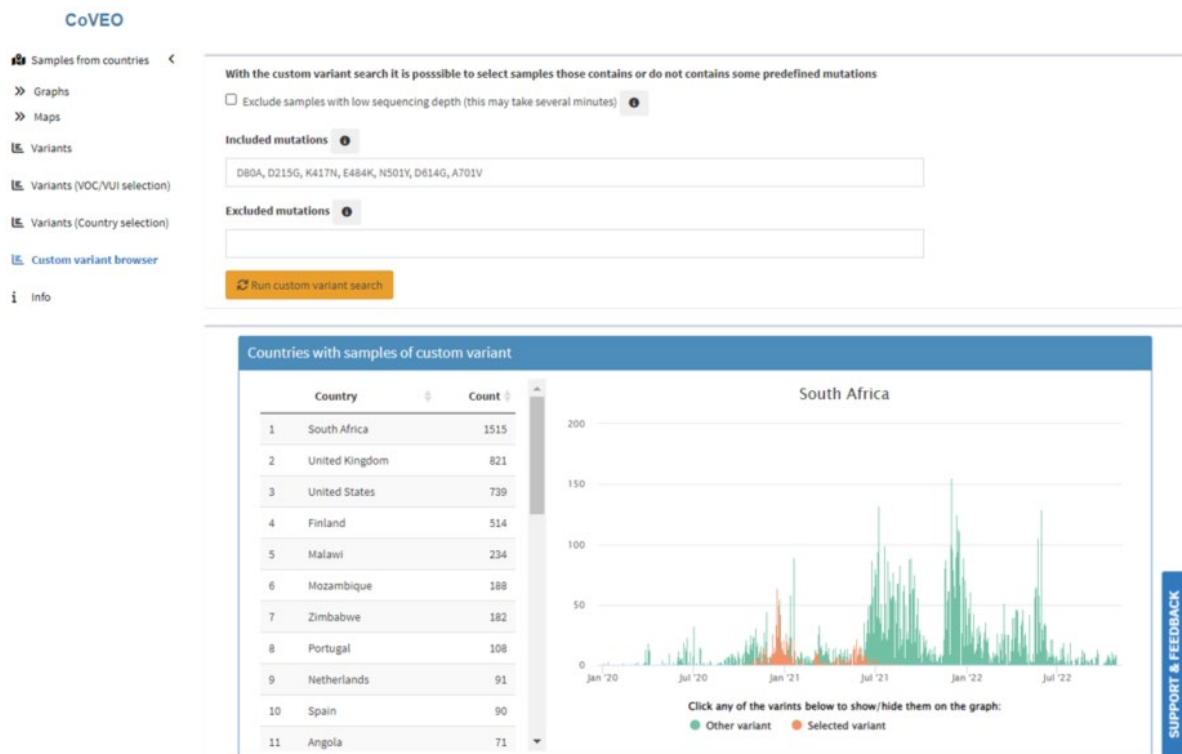 CoVEO
Samples from countries
Graphs
Maps
Variants
Variants (VOC/VUI selection)
Variants (Country selection)
Custom variant browser
Info
With the custom variant search it is posssible to select samples those contains or do not contains some predefined mutations
Exclude samples with low sequencing depth (this may take several minutes)
Included mutations
D80A, D215G, K417N, E484K, N501Y, D614G, A701V
Excluded mutations
Run custom variant search
Countries with samples of custom variant
Country Count
1 South Africa 1515
2 United Kingdom 821
3 United States 739
4 Finland 514
5 Malawi 234
6 Mozambique 188
7 Zimbabwe 182
8 Portugal 108
9 Netherlands 91
10 Spain 90
11 Angola 71
South Africa
200
150
100
50
0
Jan '20 Jul '20 Jan '21 Jul '21 Jan '22 Jul '22
Click any of the varints below to show/hide them on the graph:
Other variant Selected variant
SUPPORT & FEEDBACK